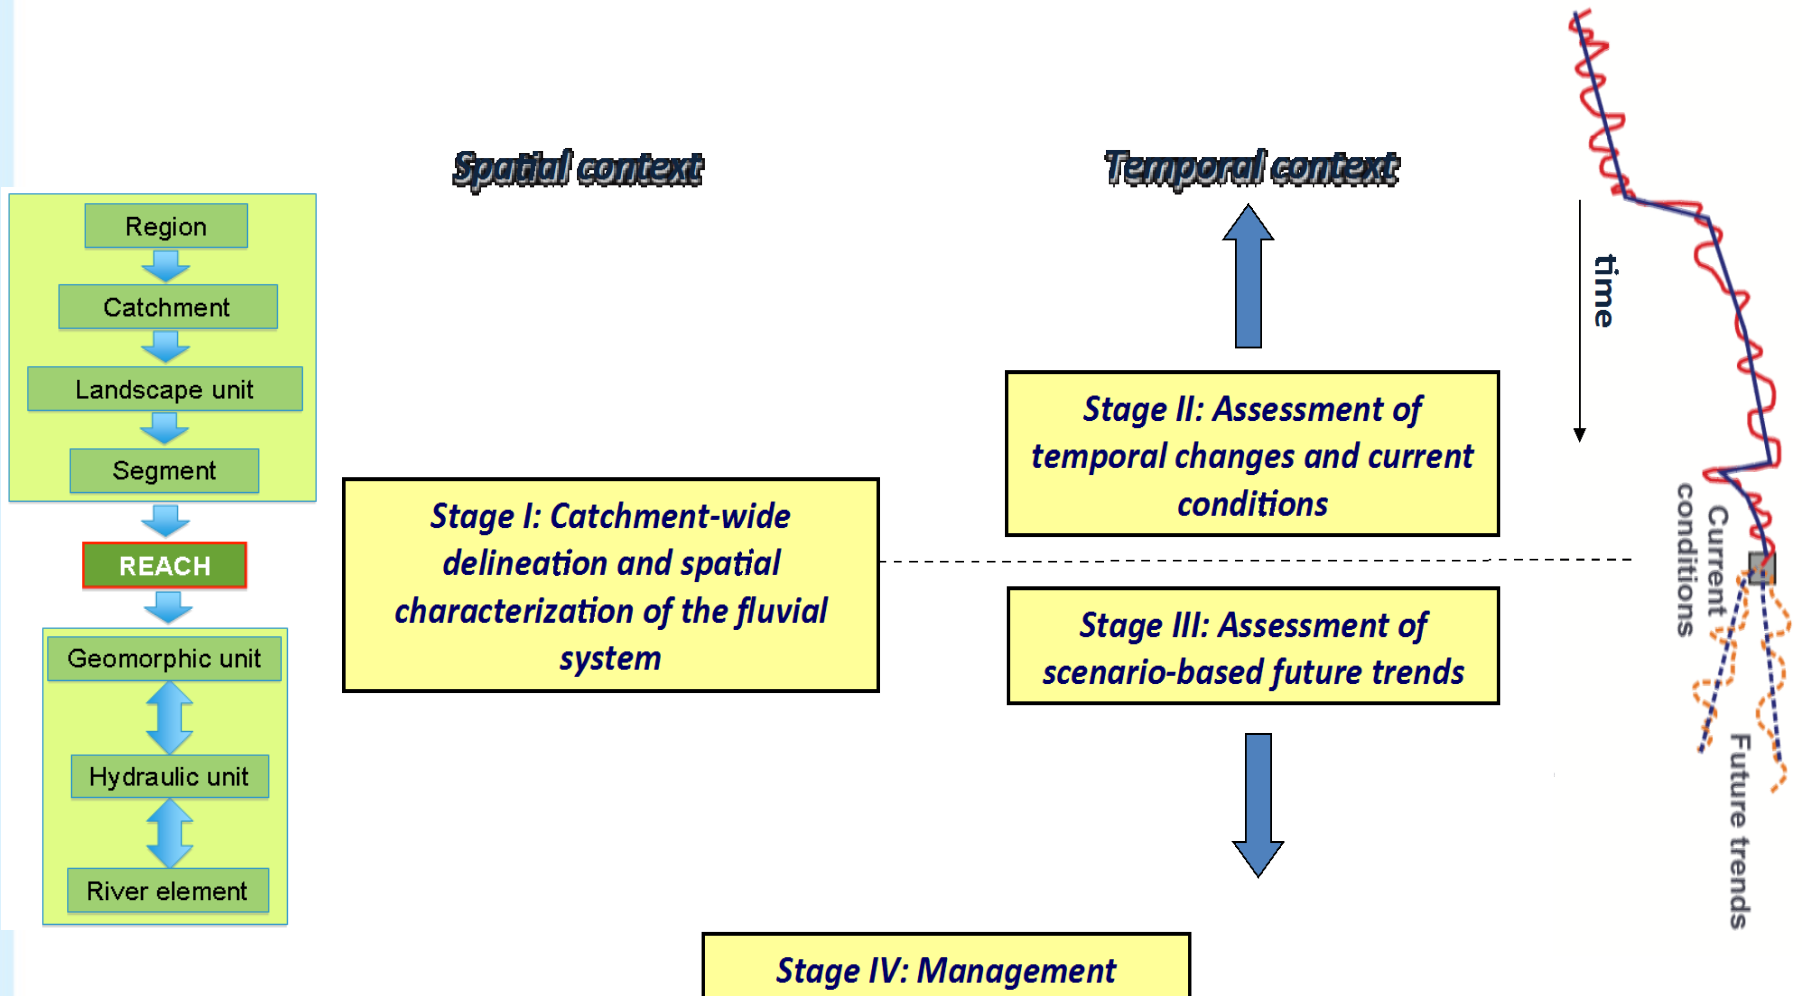 Spatial context
Temporal context
Region
Catchment
Landscape unit
Segment
REACH
Geomorphic unit
Hydraulic unit
River element
Stage I: Catchment-wide
delineation and spatial
characterization of the fluvial
system
Stage II: Assessment of
temporal changes and current
conditions
Stage III: Assessment of
scenario-based future trends
Stage IV: Management
time
Current
conditions
Future trends